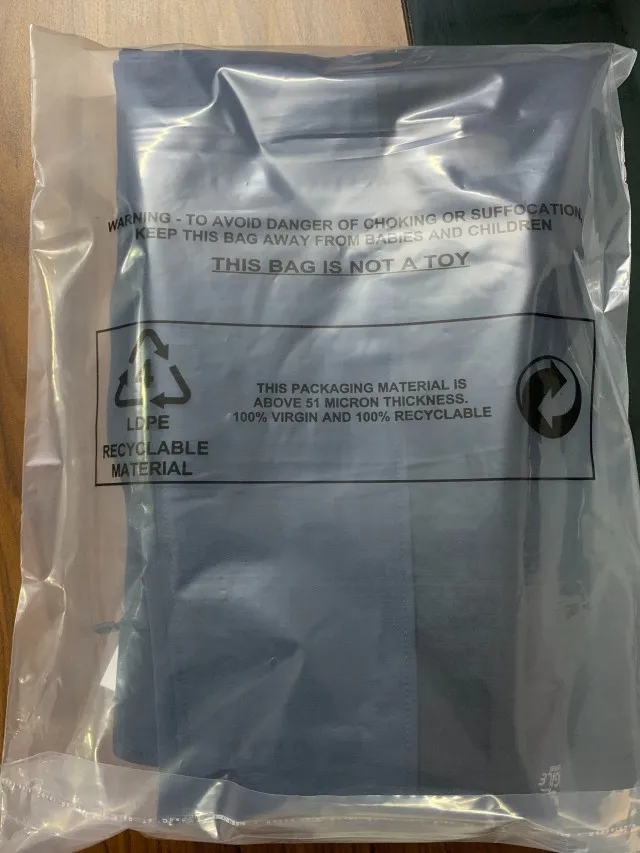 WARNING - TO AVOID DANGER OF CHOKING OR SUFFOCATION,
KEEP THIS BAG AWAY FROM BABIES AND CHILDREN
THIS BAG IS NOT A TOY
4
LDPE
RECYCLABLE
MATERIAL
THIS PACKAGING MATERIAL IS
ABOVE 51 MICRON THICKNESS.
100% VIRGIN AND 100% RECYCLABLE